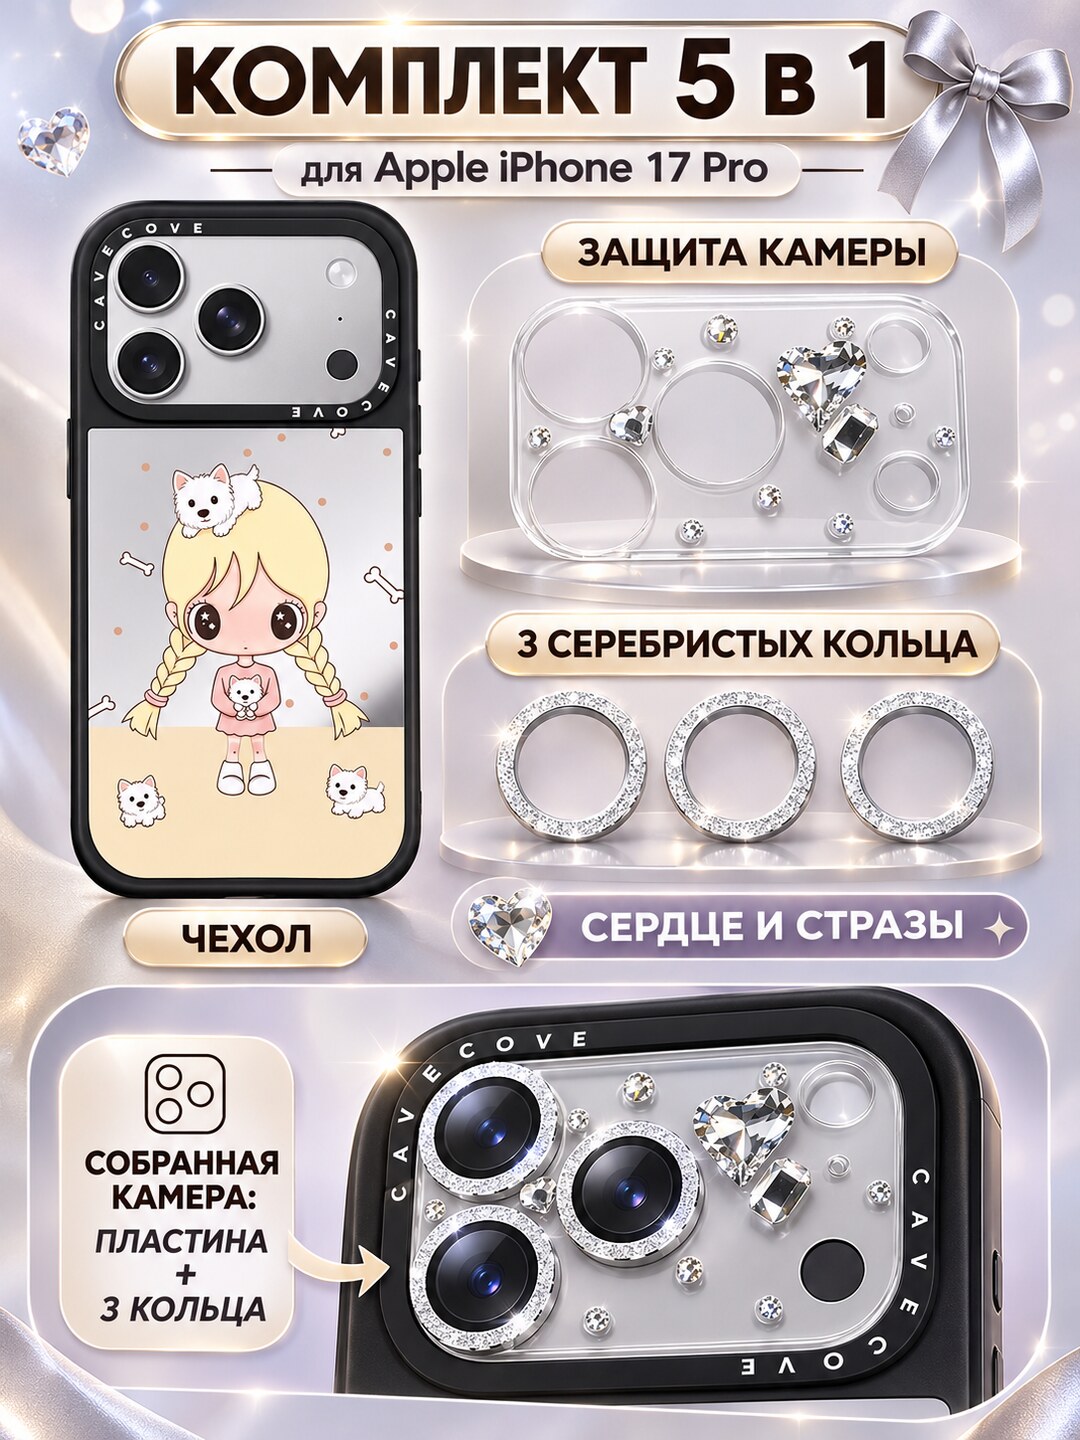 КОМПЛЕКТ 5 в 1
для Apple iPhone 17 Pro
CAVECOVE
CAVECOVE
ЗАЩИТА КАМЕРЫ
3 СЕРЕБРИСТЫХ КОЛЬЦА
ЧЕХОЛ
СЕРДЦЕ И СТРАЗЫ
СОБРАННАЯ
КАМЕРА:
ПЛАСТИНА
+
3 КОЛЬЦА
CAVECOVE
CAVECOVE